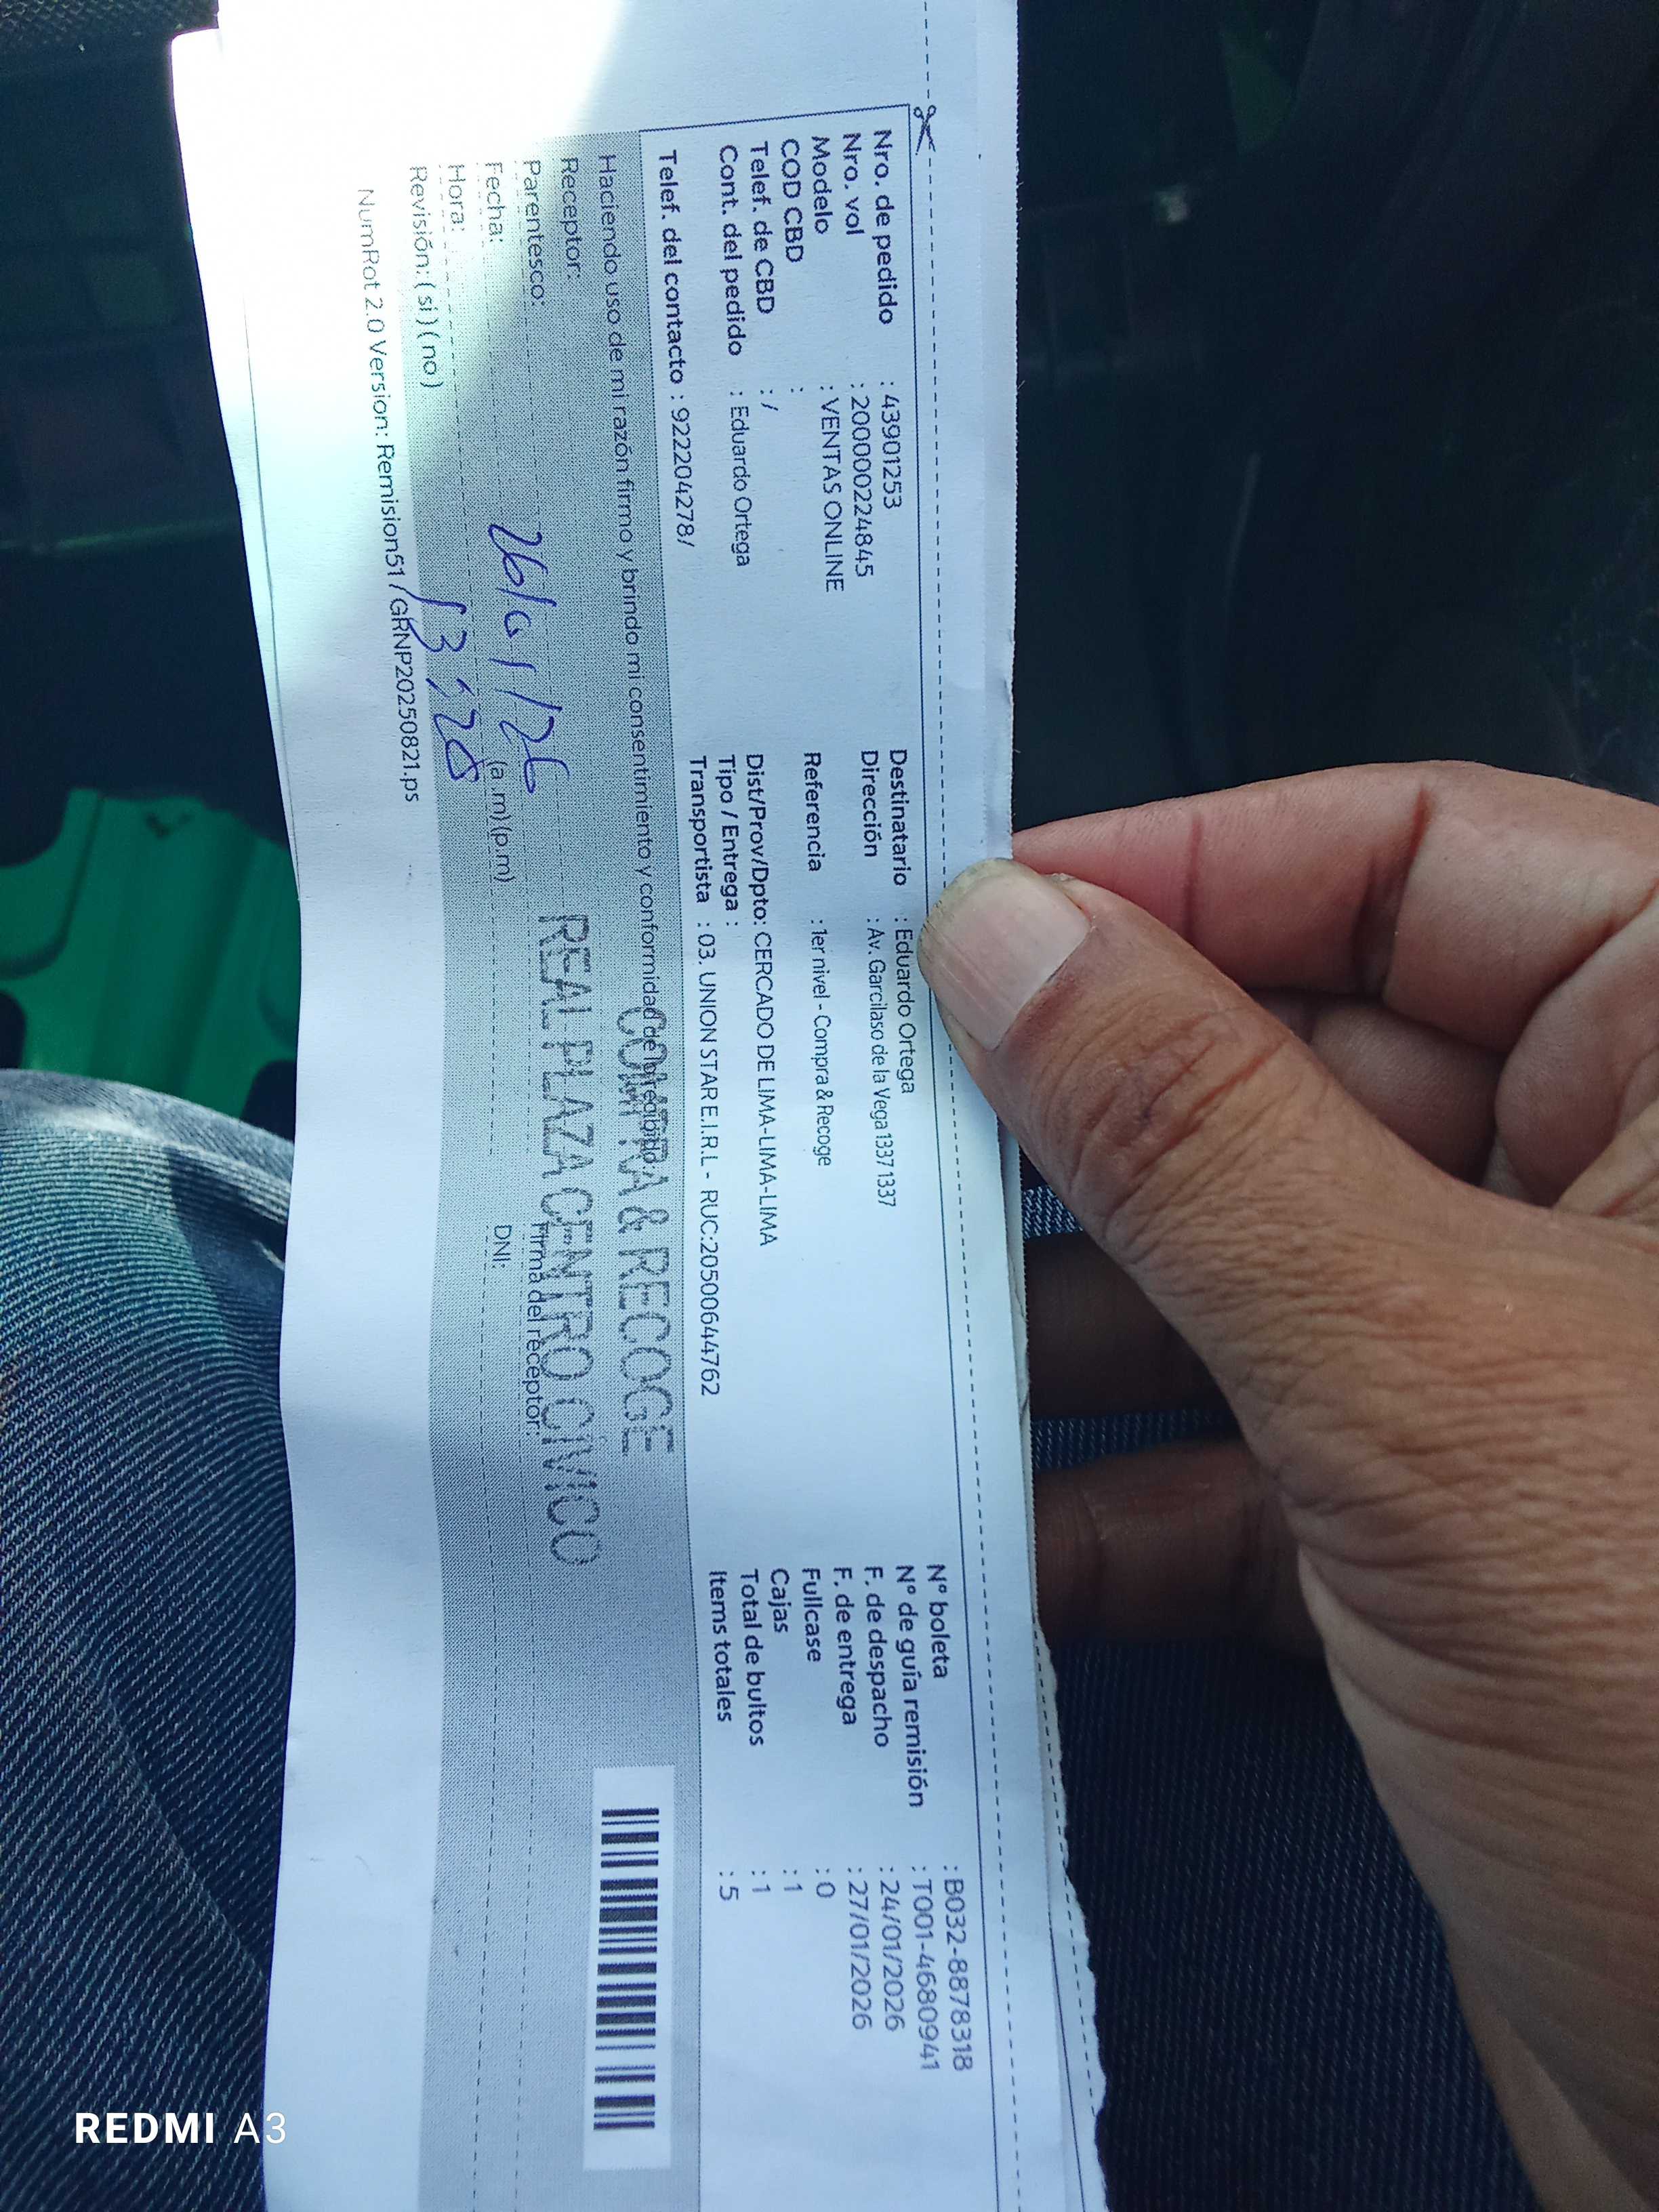 Nro. de pedido : 43901253
Nro. vol : 200000224845
Modelo : VENTAS ONLINE
COD CBD :
Telef. de CBD : /
Cont. del pedido : Eduardo Ortega
Telef. del contacto : 922204278/
Destinatario : Eduardo Ortega
Dirección : Av. Garcilaso de la Vega 1337 1337
Referencia : 1er nivel - Compra & Recoge
Dist/Prov/Dpto: CERCADO DE LIMA-LIMA-LIMA
Tipo / Entrega :
Transportista : 03. UNION STAR E.I.R.L - RUC:20500644762
N° boleta : B032-8878318
N° de guía remisión : T001-4680941
F. de despacho : 24/01/2026
F. de entrega : 27/01/2026
Fullcase : 0
Cajas : 1
Total de bultos : 1
Items totales : 5
Haciendo uso de mi razón firmo y brindo mi consentimiento y conformidad de lo recibido.
COMPRA & RECOGE
REAL PLAZA CENTRO CIVICO
Receptor:
Parentesco:
Firma del receptor:
Fecha: 26/01/26
(a.m)(p.m)
DNI:
Hora: 13:28
Revisión: ( si ) ( no )
NumRot 2.0 Version: Remision51 / GRNP20250821.ps
REDMI A3